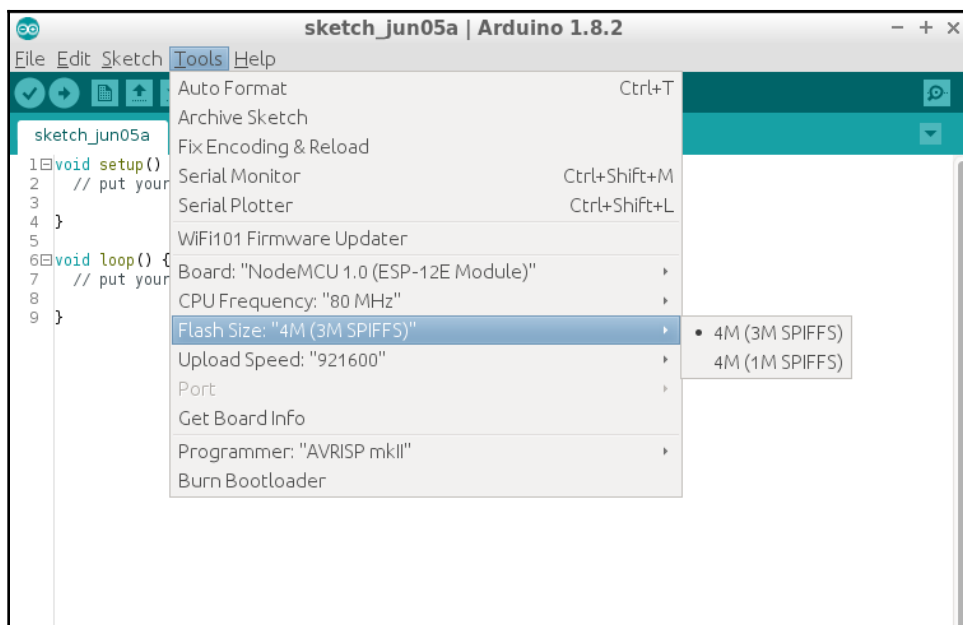 sketch_jun05a | Arduino 1.8.2
File Edit Sketch Tools Help
Auto Format Ctrl+T
Archive Sketch
Fix Encoding & Reload
Serial Monitor Ctrl+Shift+M
Serial Plotter Ctrl+Shift+L
WiFi101 Firmware Updater
Board: "NodeMCU 1.0 (ESP-12E Module)"
CPU Frequency: "80 MHz"
Flash Size: "4M (3M SPIFFS)"
Upload Speed: "921600"
Port
Get Board Info
Programmer: "AVRISP mkII"
Burn Bootloader
4M (3M SPIFFS)
4M (1M SPIFFS)
sketch_jun05a
1 void setup()
2 // put your
3
4 }
5
6 void loop() {
7 // put your
8
9 }